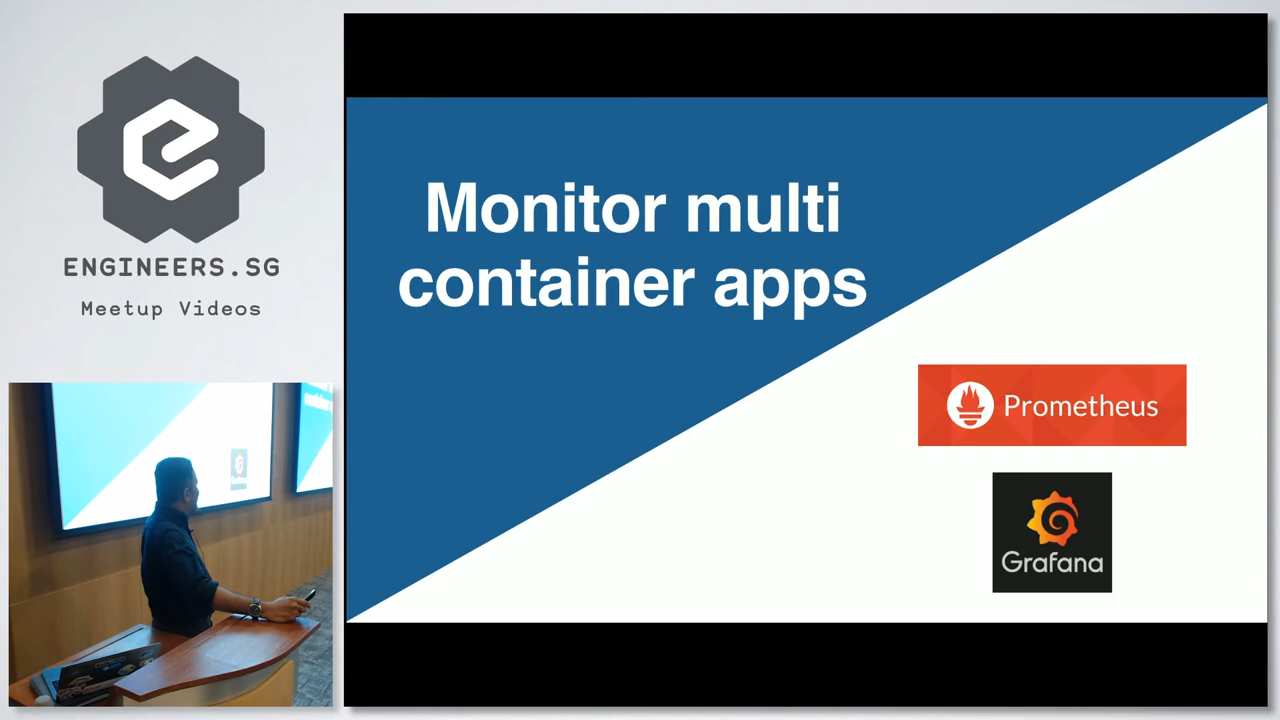 ENGINEERS.SG
Meetup Videos
Monitor multi
container apps
Prometheus
Grafana